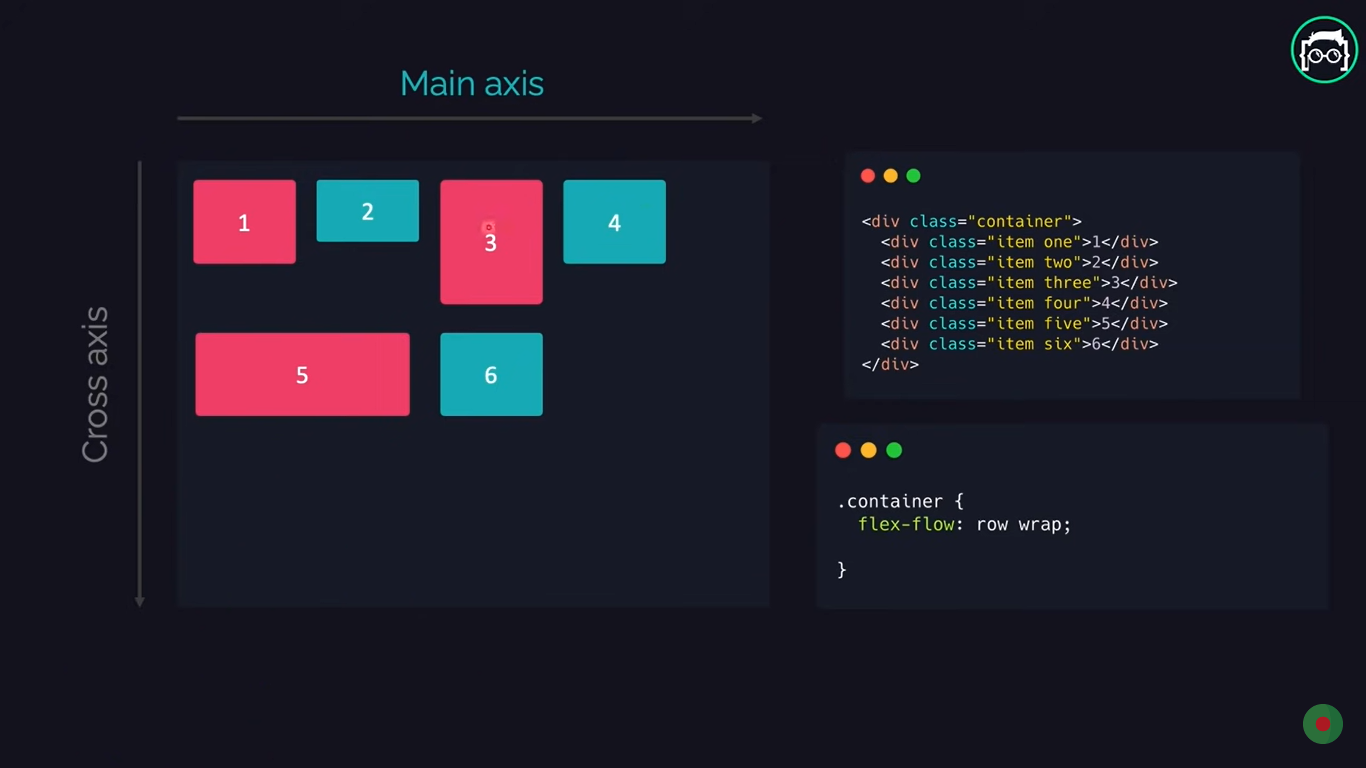 Main axis
Cross axis
1
2
3
4
5
6
<div class="container">
  <div class="item one">1</div>
  <div class="item two">2</div>
  <div class="item three">3</div>
  <div class="item four">4</div>
  <div class="item five">5</div>
  <div class="item six">6</div>
</div>
.container {
  flex-flow: row wrap;
}